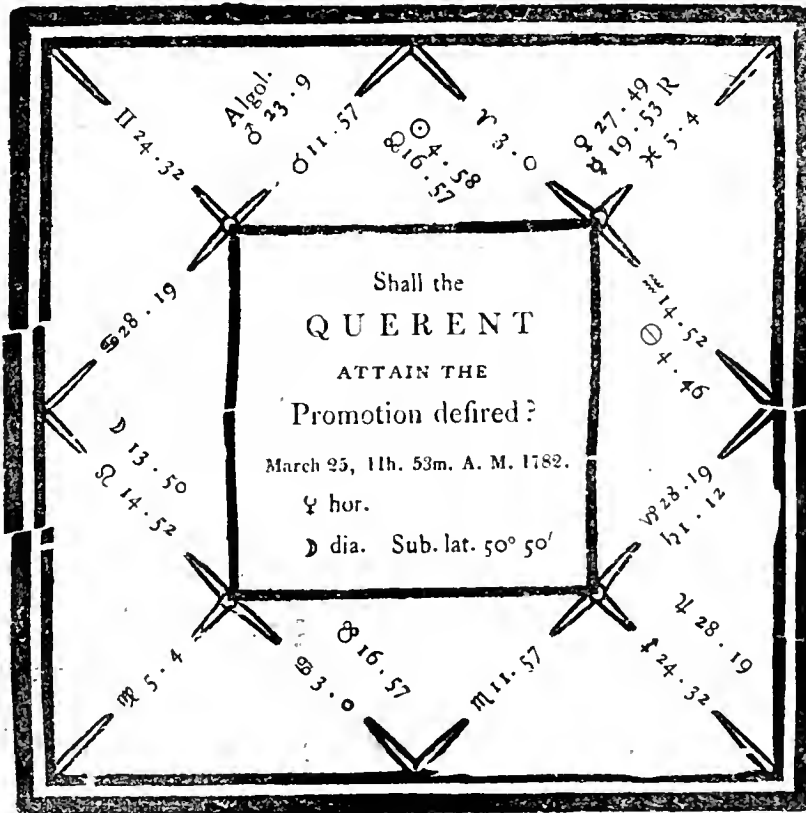 Algol.
♂ 23 . 9
♊ 24 . 32
♉ 11 . 57
☉ 4 . 58
☊ 16 . 57
♈ 3 . 0
♀ 27 . 49
☿ 19 . 53 R
♓ 5 . 4
♋ 28 . 19
♒ 14 . 52
⊖ 4 . 46
Shall the
QUERENT
ATTAIN THE
Promotion deſired ?
March 25, 11h. 53m. A. M. 1782.
☿ hor.
☽ dia. Sub. lat. 50° 50′
☽ 13 . 50
♌ 14 . 52
♑ 28 . 19
♄ 1 . 12
♃ 28 . 19
♐ 24 . 32
♍ 5 . 4
☋ 16 . 57
3 . 0
♏ 11 . 57